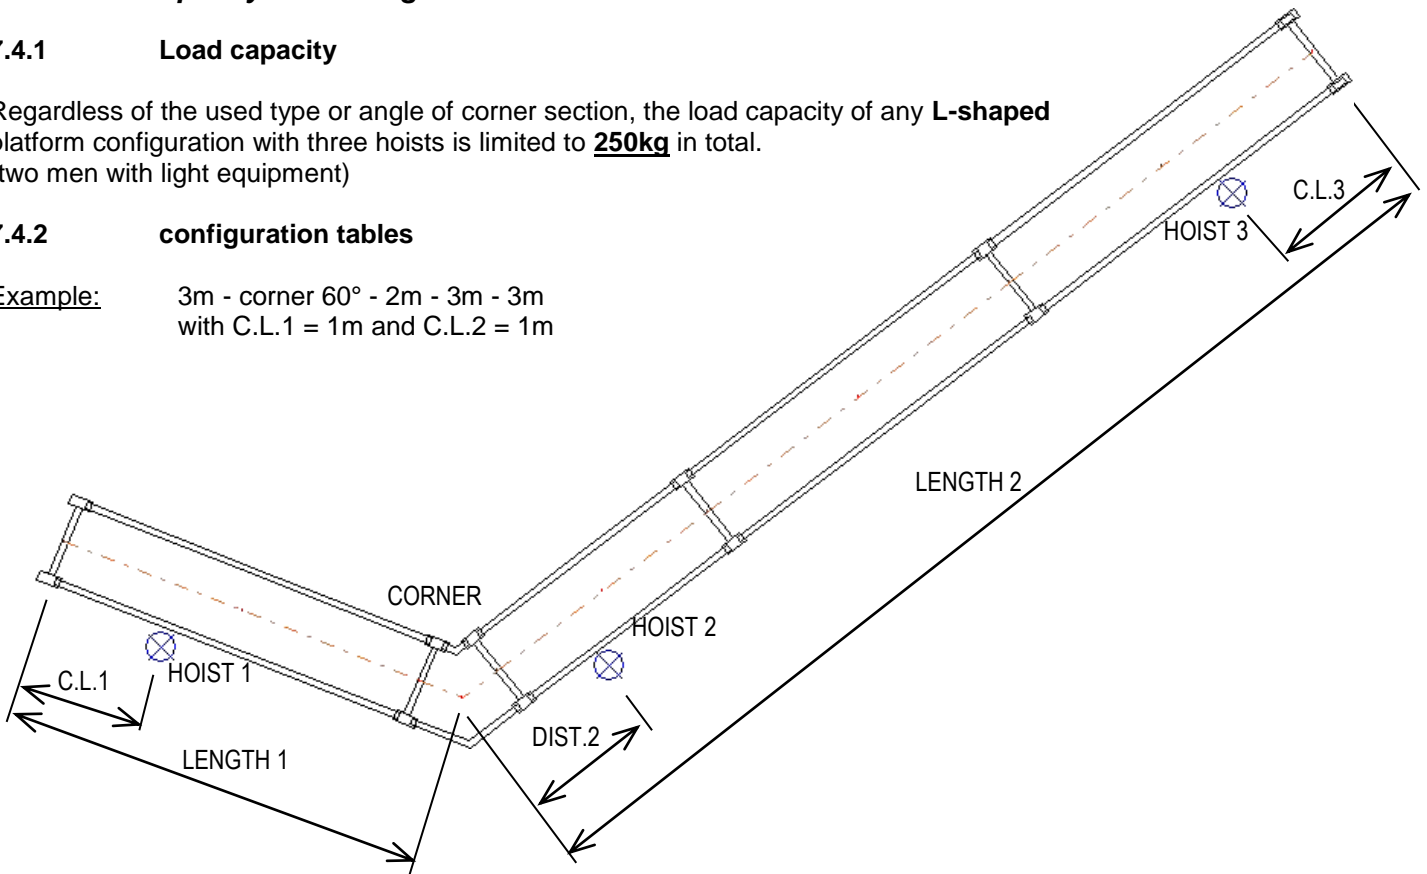 7.4.1 Load capacity
Regardless of the used type or angle of corner section, the load capacity of any L-shaped
platform configuration with three hoists is limited to 250kg in total.
two men with light equipment)
7.4.2 configuration tables
Example: 3m - corner 60° - 2m - 3m - 3m
with C.L.1 = 1m and C.L.2 = 1m
C.L.3
HOIST 3
LENGTH 2
CORNER
HOIST 2
HOIST 1
C.L.1
DIST.2
LENGTH 1